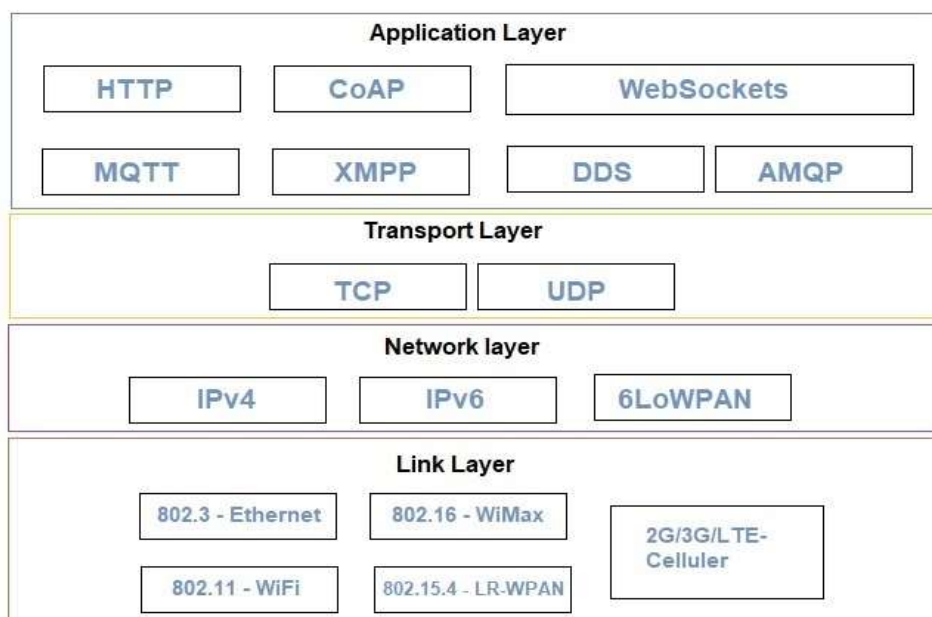 Application Layer
HTTP
CoAP
WebSockets
MQTT
XMPP
DDS
AMQP
Transport Layer
TCP
UDP
Network layer
IPv4
IPv6
6LoWPAN
Link Layer
802.3 - Ethernet
802.16 - WiMax
2G/3G/LTE-
Celluler
802.11 - WiFi
802.15.4 - LR-WPAN